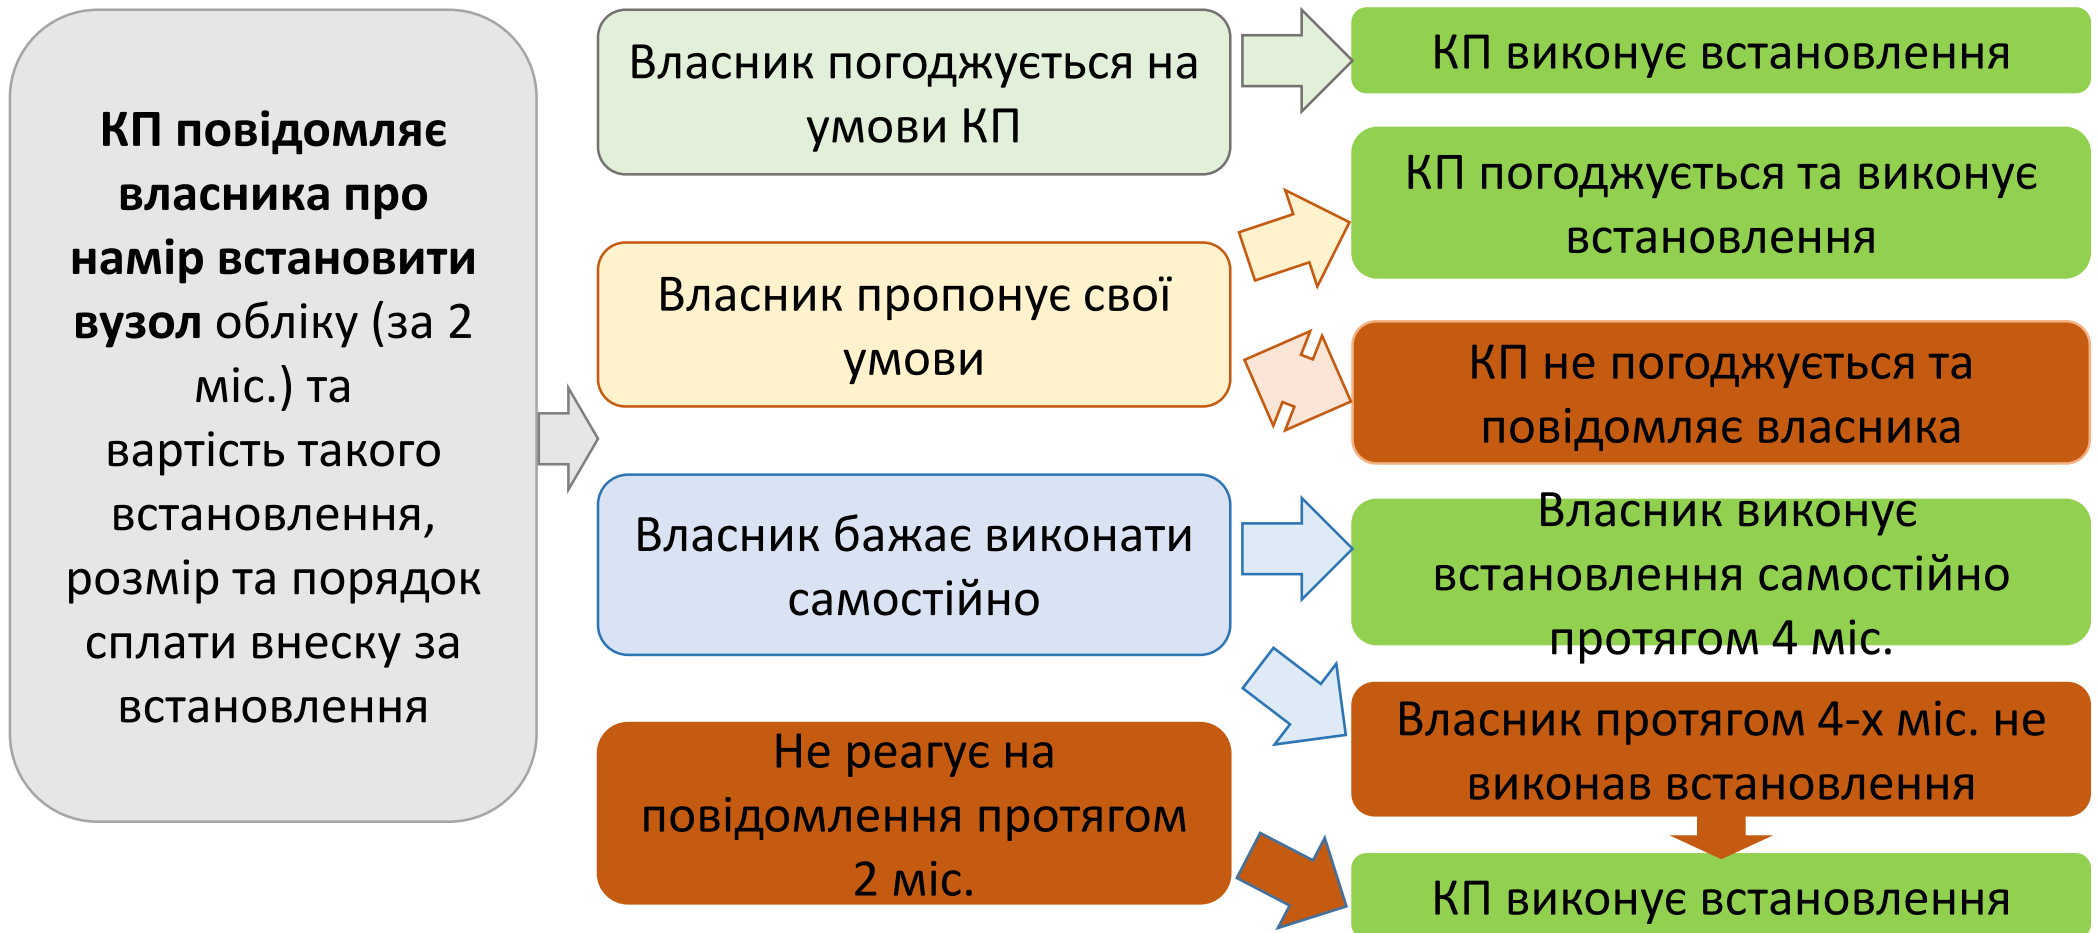 КП повідомляє
власника про
намір встановити
вузол обліку (за 2
міс.) та
вартість такого
встановлення,
розмір та порядок
сплати внеску за
встановлення
Власник погоджується на
умови КП
Власник пропонує свої
умови
Власник бажає виконати
самостійно
Не реагує на
повідомлення протягом
2 міс.
КП виконує встановлення
КП погоджується та виконує
встановлення
КП не погоджується та
повідомляє власника
Власник виконує
встановлення самостійно
протягом 4 міс.
Власник протягом 4-х міс. не
виконав встановлення
КП виконує встановлення